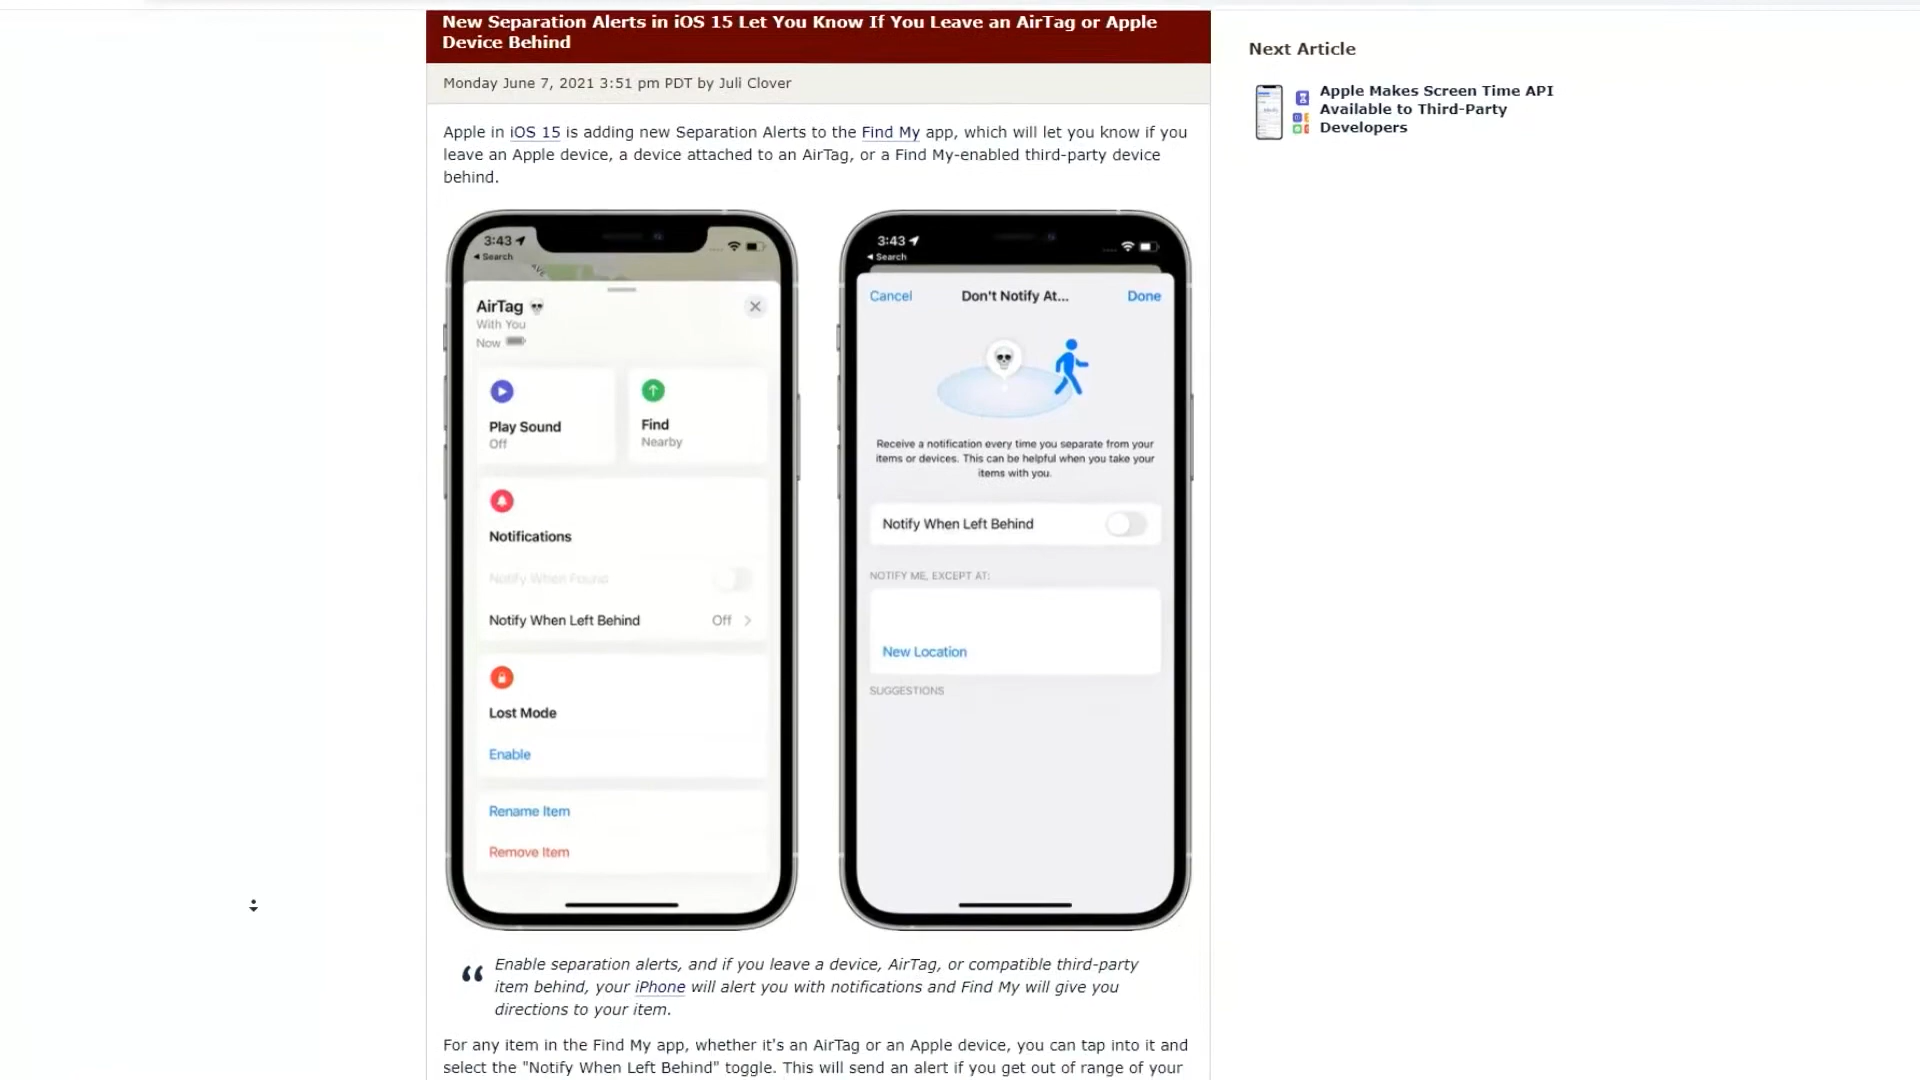 New Separation Alerts in iOS 15 Let You Know If You Leave an AirTag or Apple
Device Behind
Monday June 7, 2021 3:51 pm PDT by Juli Clover
Apple in iOS 15 is adding new Separation Alerts to the Find My app, which will let you know if you
leave an Apple device, a device attached to an AirTag, or a Find My-enabled third-party device
behind.
3:43
Search
AVE
AirTag
With You
Now
Play Sound
Off
Find
Nearby
Notifications
Notify When Found
Notify When Left Behind Off
Lost Mode
Enable
Rename Item
Remove Item
3:43
Search
Cancel Don't Notify At... Done
Receive a notification every time you separate from your
items or devices. This can be helpful when you take your
items with you.
Notify When Left Behind
NOTIFY ME, EXCEPT AT:
New Location
SUGGESTIONS
“ Enable separation alerts, and if you leave a device, AirTag, or compatible third-party
item behind, your iPhone will alert you with notifications and Find My will give you
directions to your item.
For any item in the Find My app, whether it's an AirTag or an Apple device, you can tap into it and
select the "Notify When Left Behind" toggle. This will send an alert if you get out of range of your
Next Article
Apple Makes Screen Time API
Available to Third-Party
Developers